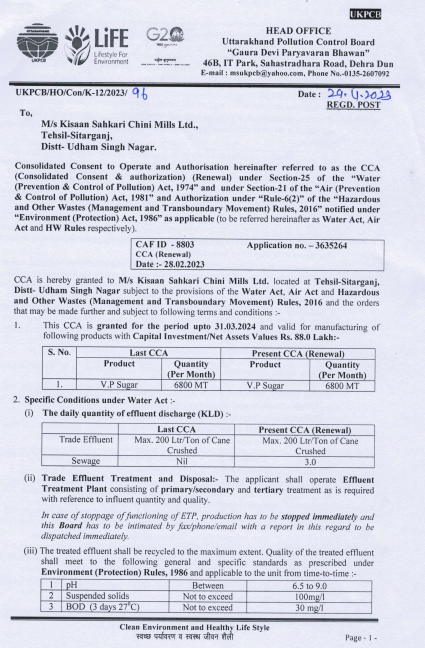 UKPCB
UKPCB
LiFE
Lifestyle For
Environment
G20
HEAD OFFICE
Uttarakhand Pollution Control Board
"Gaura Devi Paryavaran Bhawan"
46B, IT Park, Sahastradhara Road, Dehra Dun
E-mail : msukpcb@yahoo.com, Phone No.-0135-2607092
UKPCB/HO/Con/K-12/2023/ 96
Date : 29.4.2023
REGD. POST
To,
M/s Kisaan Sahkari Chini Mills Ltd.,
Tehsil-Sitarganj,
Distt- Udham Singh Nagar.
Consolidated Consent to Operate and Authorisation hereinafter referred to as the CCA
(Consolidated Consent & authorization) (Renewal) under Section-25 of the "Water
(Prevention & Control of Pollution) Act, 1974" and under Section-21 of the "Air (Prevention
& Control of Pollution) Act, 1981" and Authorization under "Rule-6(2)" of the "Hazardous
and Other Wastes (Management and Transboundary Movement) Rules, 2016" notified under
"Environment (Protection) Act, 1986" as applicable (to be referred hereinafter as Water Act, Air
Act and HW Rules respectively).
CAF ID - 8803 Application no. – 3635264
CCA (Renewal)
Date :- 28.02.2023
CCA is hereby granted to M/s Kisaan Sahkari Chini Mills Ltd. located at Tehsil-Sitarganj,
Distt- Udham Singh Nagar subject to the provisions of the Water Act, Air Act and Hazardous
and Other Wastes (Management and Transboundary Movement) Rules, 2016 and the orders
that may be made further and subject to following terms and conditions :-
1. This CCA is granted for the period upto 31.03.2024 and valid for manufacturing of
following products with Capital Investment/Net Assets Values Rs. 88.0 Lakh:-
S. No. Last CCA Present CCA (Renewal)
Product Quantity (Per Month) Product Quantity (Per Month)
1. V.P Sugar 6800 MT V.P Sugar 6800 MT
2. Specific Conditions under Water Act :-
(i) The daily quantity of effluent discharge (KLD) :-
Last CCA Present CCA (Renewal)
Trade Effluent Max. 200 Ltr/Ton of Cane Crushed Max. 200 Ltr/Ton of Cane Crushed
Sewage Nil 3.0
(ii) Trade Effluent Treatment and Disposal:- The applicant shall operate Effluent
Treatment Plant consisting of primary/secondary and tertiary treatment as is required
with reference to influent quantity and quality.
In case of stoppage of functioning of ETP, production has to be stopped immediately and
this Board has to be intimated by fax/phone/email with a report in this regard to be
dispatched immediately.
(iii) The treated effluent shall be recycled to the maximum extent. Quality of the treated effluent
shall meet to the following general and specific standards as prescribed under
Environment (Protection) Rules, 1986 and applicable to the unit from time-to-time :-
1 pH Between 6.5 to 9.0
2 Suspended solids Not to exceed 100mg/l
3 BOD (3 days 27⁰C) Not to exceed 30 mg/l
Clean Environment and Healthy Life Style
स्वच्छ पर्यावरण व स्वस्थ जीवन शैली
Page - 1 -